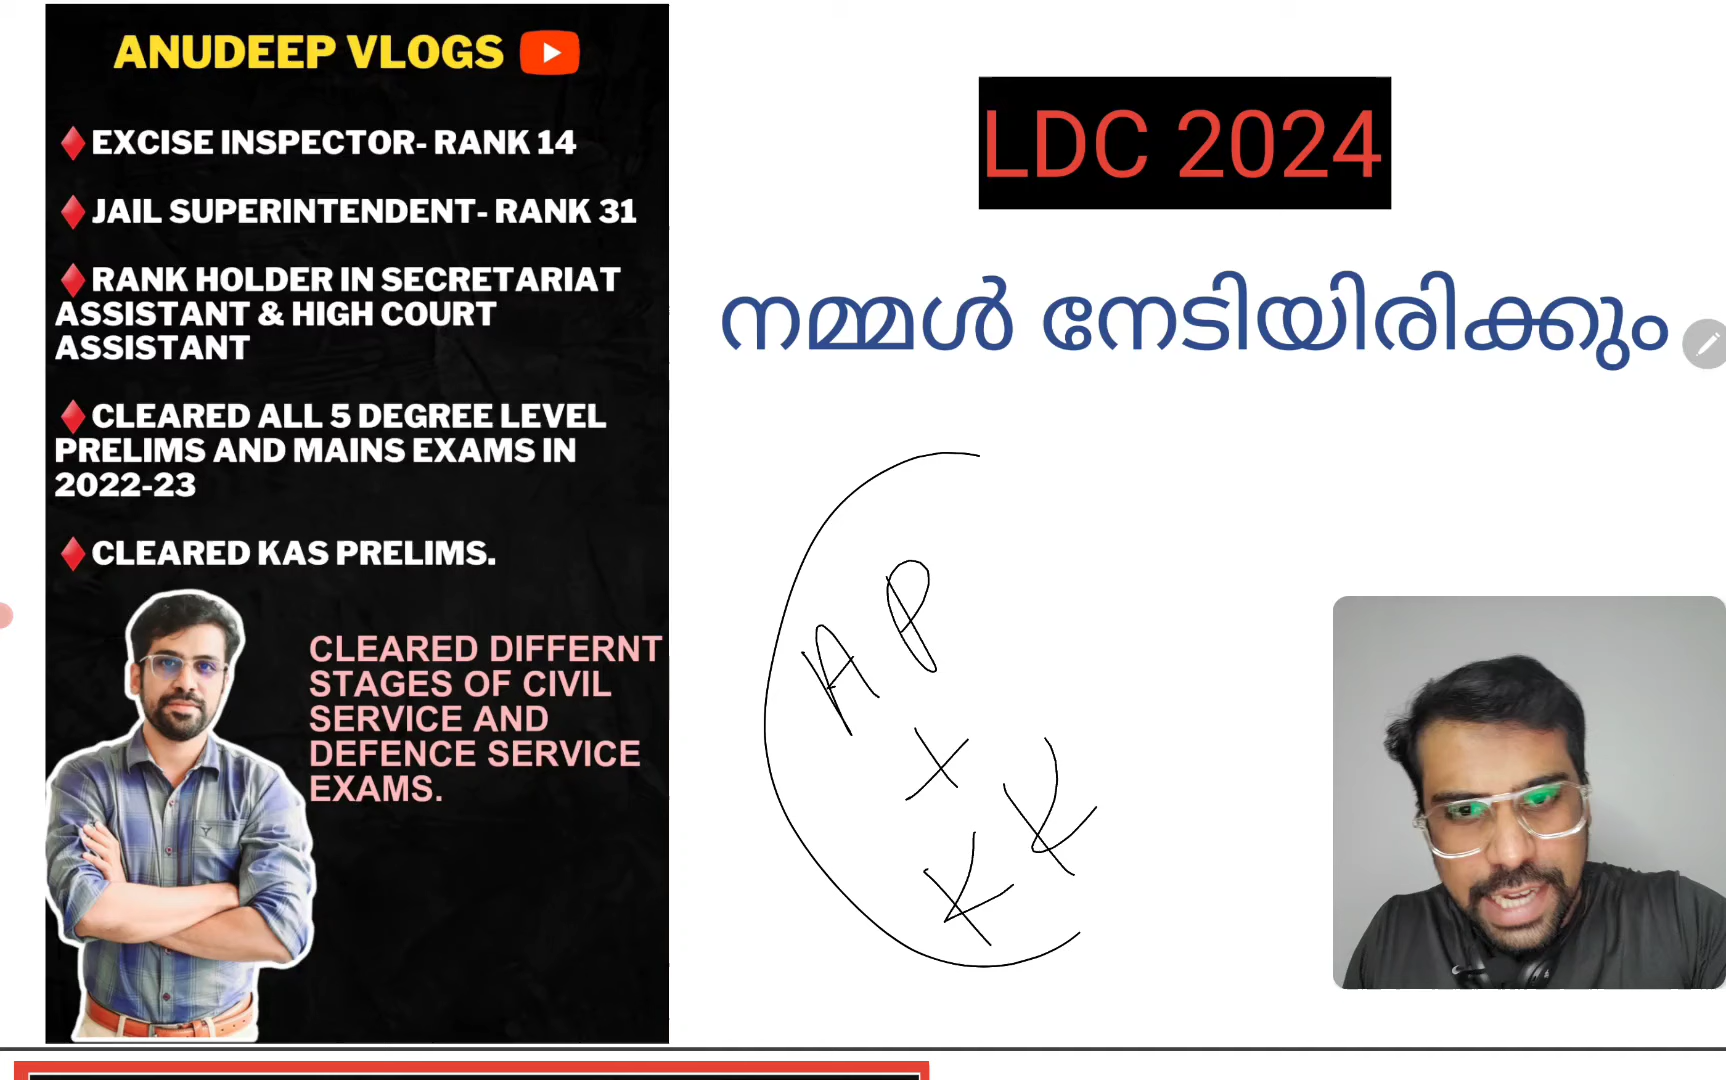 ANUDEEP VLOGS
EXCISE INSPECTOR- RANK 14
JAIL SUPERINTENDENT- RANK 31
RANK HOLDER IN SECRETARIAT
ASSISTANT & HIGH COURT
ASSISTANT
CLEARED ALL 5 DEGREE LEVEL
PRELIMS AND MAINS EXAMS IN
2022-23
CLEARED KAS PRELIMS.
CLEARED DIFFERNT
STAGES OF CIVIL
SERVICE AND
DEFENCE SERVICE
EXAMS.
LDC 2024
നമ്മൾ നേടിയിരിക്കും
AP
+
KK